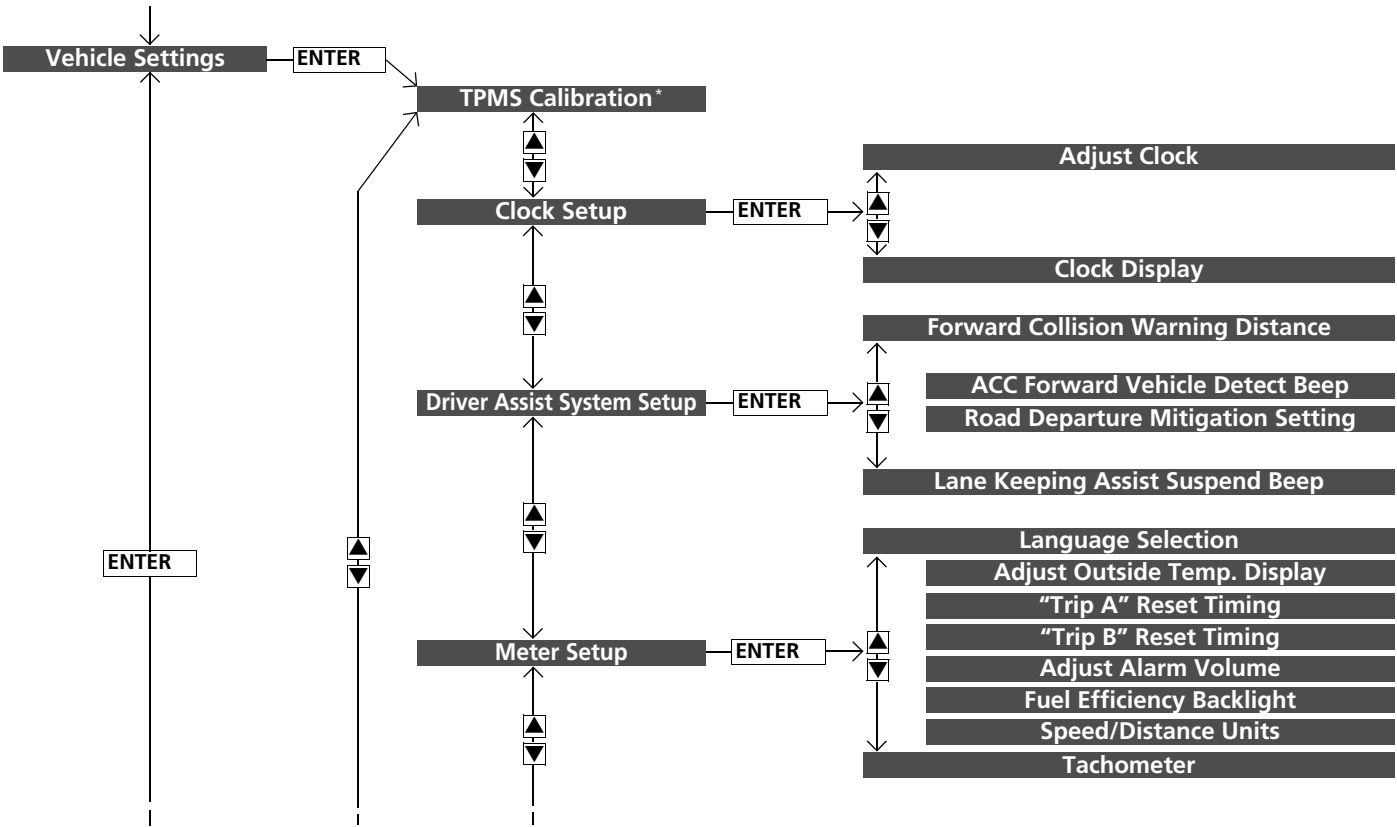 Vehicle Settings
ENTER
TPMS Calibration*
Adjust Clock
Clock Setup
ENTER
Clock Display
Forward Collision Warning Distance
ACC Forward Vehicle Detect Beep
Driver Assist System Setup
ENTER
Road Departure Mitigation Setting
Lane Keeping Assist Suspend Beep
Language Selection
ENTER
Adjust Outside Temp. Display
“Trip A” Reset Timing
“Trip B” Reset Timing
Meter Setup
ENTER
Adjust Alarm Volume
Fuel Efficiency Backlight
Speed/Distance Units
Tachometer